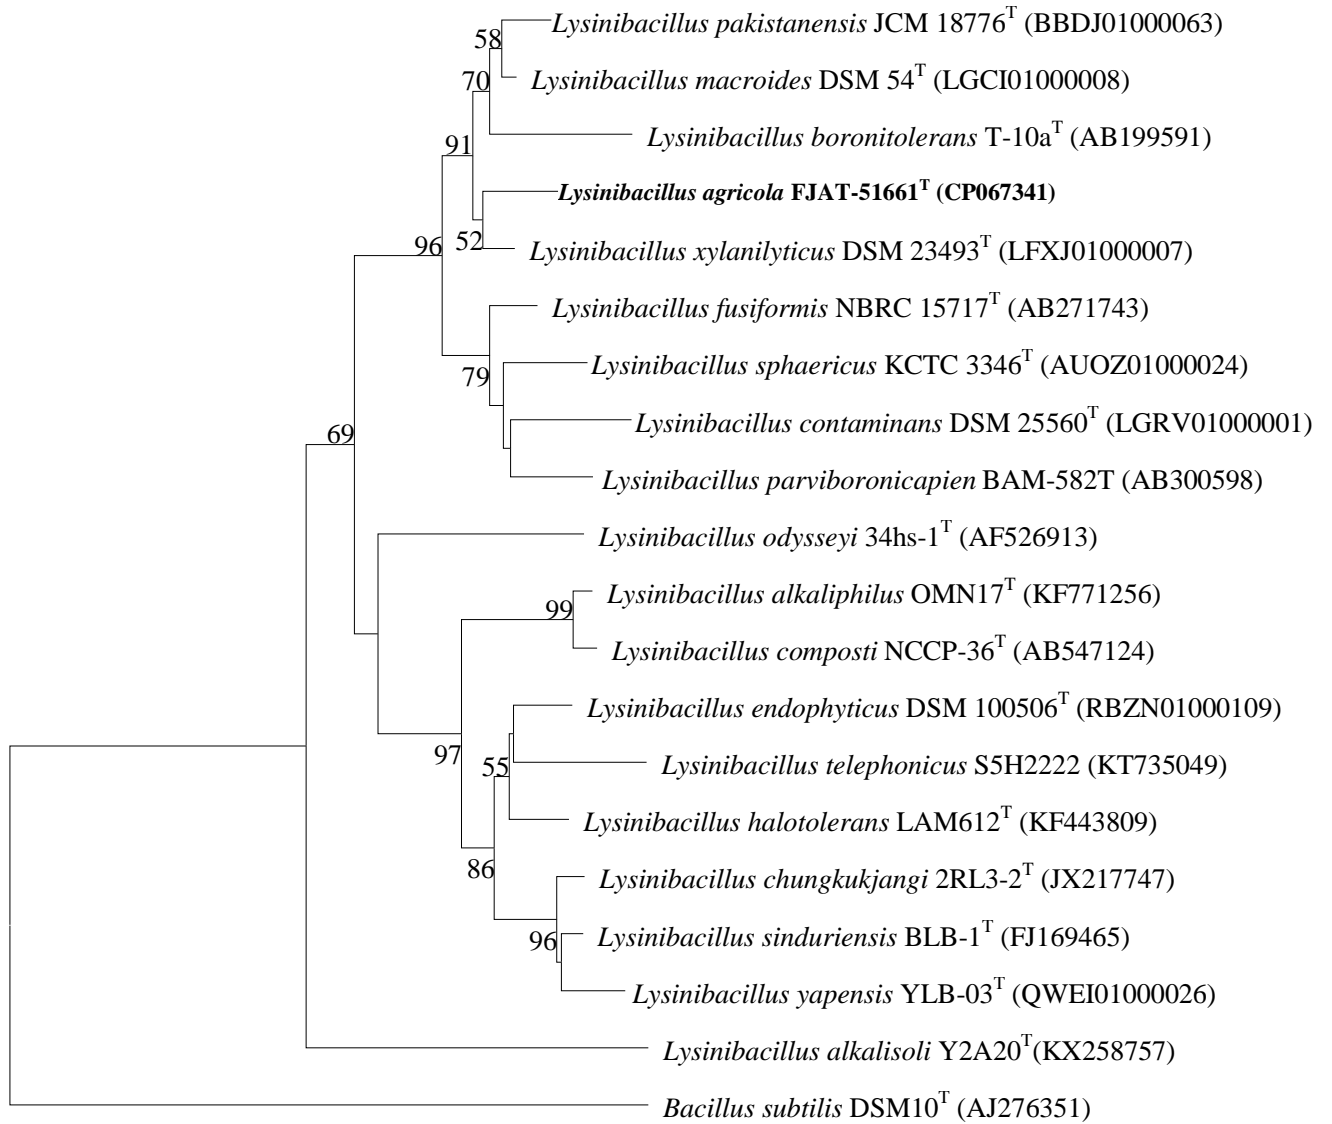 Lysinibacillus pakistanensis JCM 18776T (BBDJ01000063)
58
Lysinibacillus macroides DSM 54T (LGCI01000008)
70
Lysinibacillus boronitolerans T-10aT (AB199591)
91
Lysinibacillus agricola FJAT-51661T (CP067341)
52
96
Lysinibacillus xylanilyticus DSM 23493T (LFXJ01000007)
Lysinibacillus fusiformis NBRC 15717T (AB271743)
Lysinibacillus sphaericus KCTC 3346T (AUOZ01000024)
79
Lysinibacillus contaminans DSM 25560T (LGRV01000001)
69
Lysinibacillus parviboronicapien BAM-582T (AB300598)
Lysinibacillus odysseyi 34hs-1T (AF526913)
Lysinibacillus alkaliphilus OMN17T (KF771256)
99
Lysinibacillus composti NCCP-36T (AB547124)
Lysinibacillus endophyticus DSM 100506T (RBZN01000109)
97
55
Lysinibacillus telephonicus S5H2222 (KT735049)
Lysinibacillus halotolerans LAM612T (KF443809)
86
Lysinibacillus chungkukjangi 2RL3-2T (JX217747)
96
Lysinibacillus sinduriensis BLB-1T (FJ169465)
Lysinibacillus yapensis YLB-03T (QWEI01000026)
Lysinibacillus alkalisoli Y2A20T(KX258757)
Bacillus subtilis DSM10T (AJ276351)